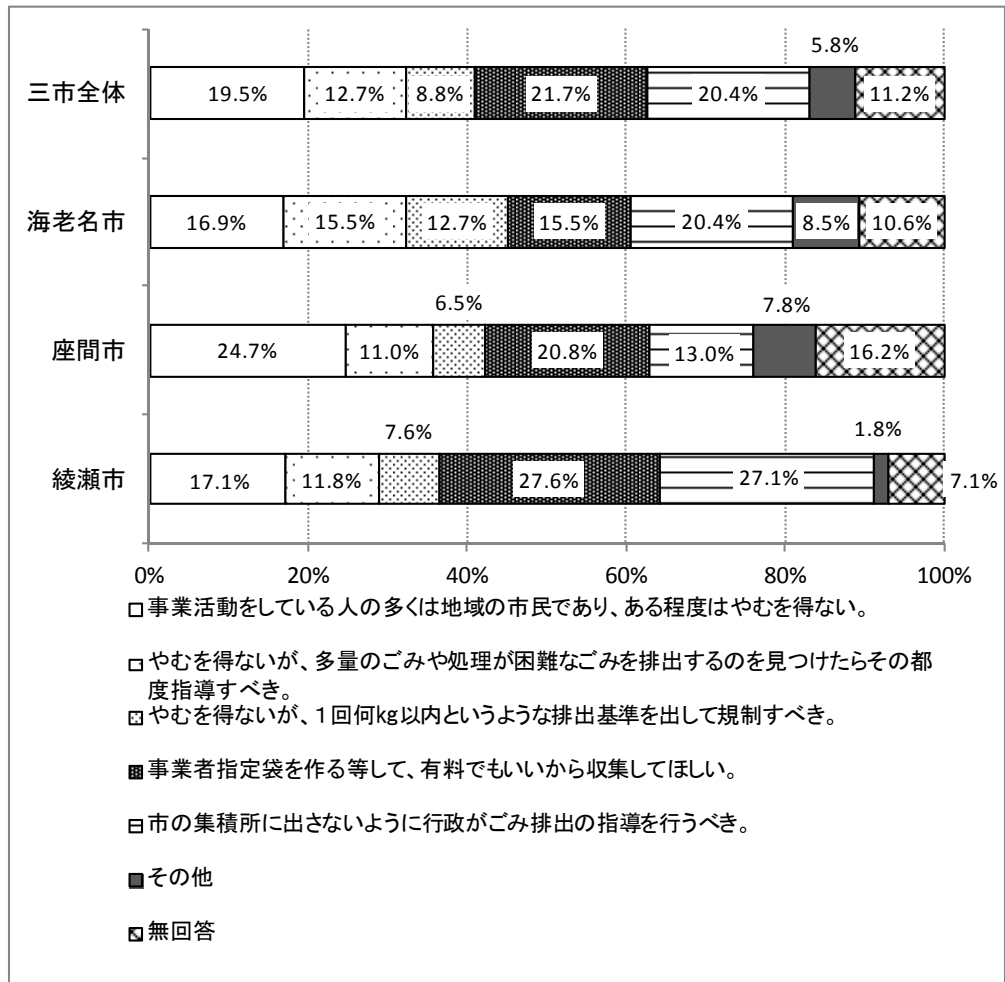 5.8%
三市全体
19.5% 12.7% 8.8% 21.7% 20.4% 11.2%
海老名市
16.9% 15.5% 12.7% 15.5% 20.4% 8.5% 10.6%
6.5% 7.8%
座間市
24.7% 11.0% 20.8% 13.0% 16.2%
7.6% 1.8%
綾瀬市
17.1% 11.8% 27.6% 27.1% 7.1%
0% 20% 40% 60% 80% 100%
事業活動をしている人の多くは地域の市民であり、ある程度はやむを得ない。
やむを得ないが、多量のごみや処理が困難なごみを排出するのを見つけたらその都
度指導すべき。
やむを得ないが、1回何kg以内というような排出基準を出して規制すべき。
事業者指定袋を作る等して、有料でもいいから収集してほしい。
市の集積所に出さないように行政がごみ排出の指導を行うべき。
その他
無回答